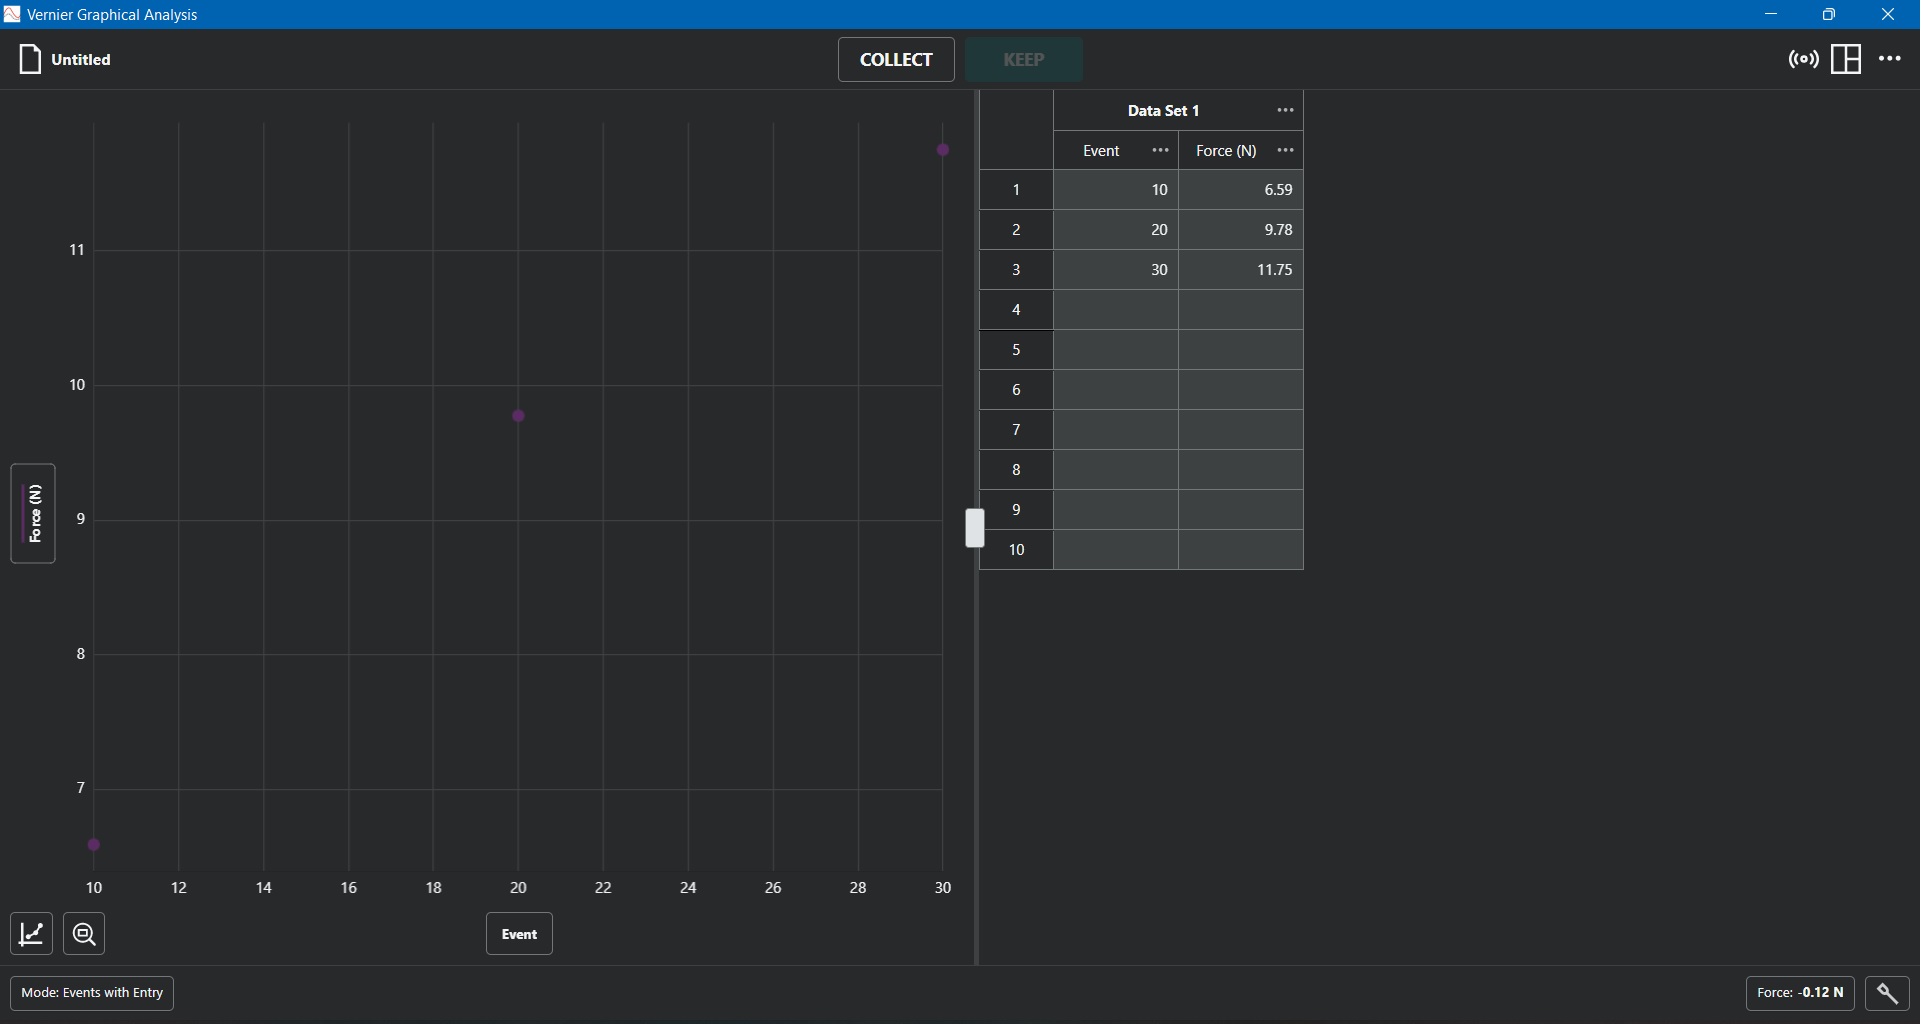 Vernier Graphical Analysis
Untitled
COLLECT
KEEP
11
10
9
8
7
Force (N)
10 12 14 16 18 20 22 24 26 28 30
Event
Data Set 1
Event Force (N)
1 10 6.59
2 20 9.78
3 30 11.75
4
5
6
7
8
9
10
Mode: Events with Entry
Force: -0.12 N